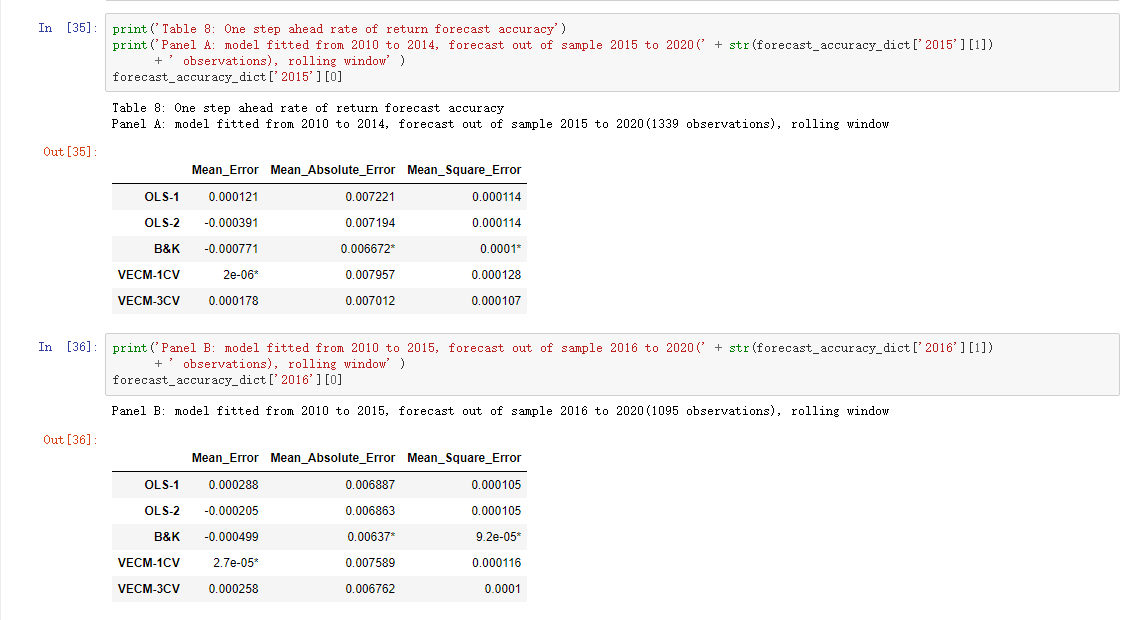 In [35]: print('Table 8: One step ahead rate of return forecast accuracy')
print('Panel A: model fitted from 2010 to 2014, forecast out of sample 2015 to 2020(' + str(forecast_accuracy_dict['2015'][1])
+ ' observations), rolling window' )
forecast_accuracy_dict['2015'][0]
Table 8: One step ahead rate of return forecast accuracy
Panel A: model fitted from 2010 to 2014, forecast out of sample 2015 to 2020(1339 observations), rolling window
Out[35]:
Mean_Error Mean_Absolute_Error Mean_Square_Error
OLS-1 0.000121 0.007221 0.000114
OLS-2 -0.000391 0.007194 0.000114
B&K -0.000771 0.006672* 0.0001*
VECM-1CV 2e-06* 0.007957 0.000128
VECM-3CV 0.000178 0.007012 0.000107
In [36]: print('Panel B: model fitted from 2010 to 2015, forecast out of sample 2016 to 2020(' + str(forecast_accuracy_dict['2016'][1])
+ ' observations), rolling window' )
forecast_accuracy_dict['2016'][0]
Panel B: model fitted from 2010 to 2015, forecast out of sample 2016 to 2020(1095 observations), rolling window
Out[36]:
Mean_Error Mean_Absolute_Error Mean_Square_Error
OLS-1 0.000288 0.006887 0.000105
OLS-2 -0.000205 0.006863 0.000105
B&K -0.000499 0.00637* 9.2e-05*
VECM-1CV 2.7e-05* 0.007589 0.000116
VECM-3CV 0.000258 0.006762 0.0001